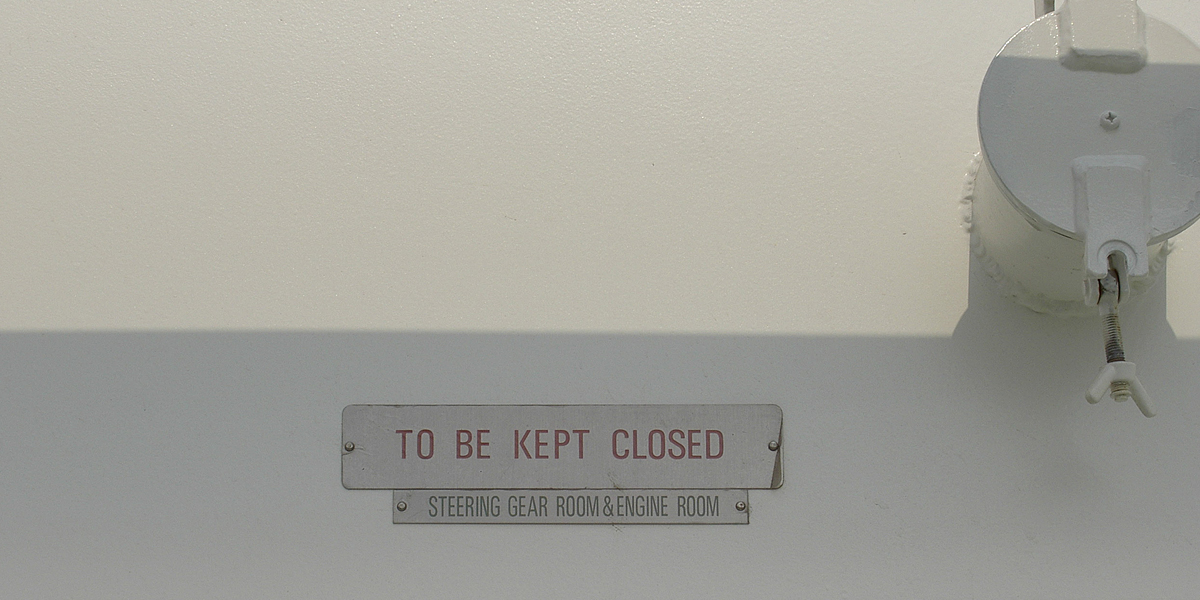 TO BE KEPT CLOSED
STEERING GEAR ROOM & ENGINE ROOM